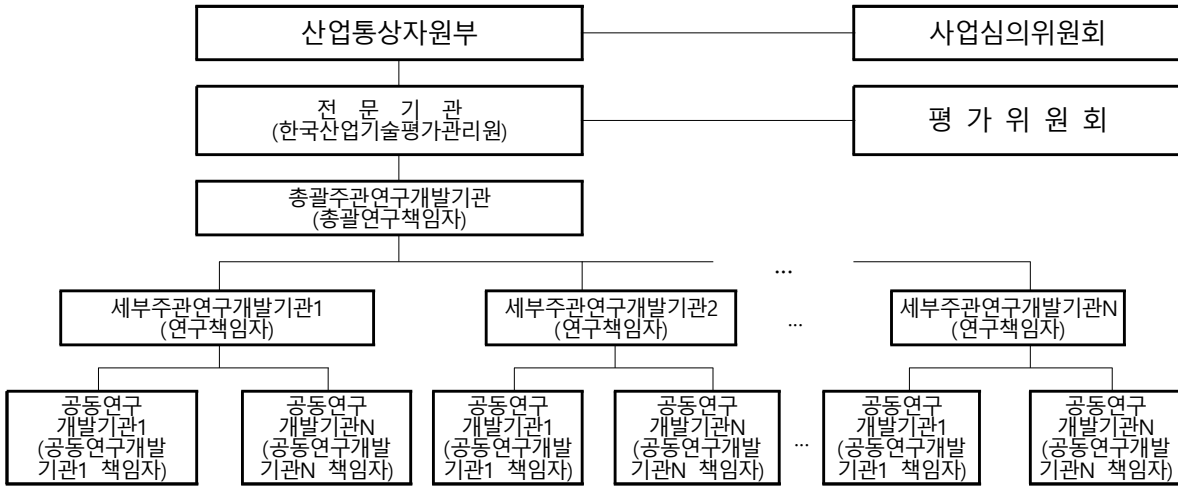 산업통상자원부
사업심의위원회
전 문 기 관
(한국산업기술평가관리원)
평 가 위 원 회
총괄주관연구개발기관
(총괄연구책임자)
...
세부주관연구개발기관1
(연구책임자)
세부주관연구개발기관2
(연구책임자)
...
세부주관연구개발기관N
(연구책임자)
공동연구
개발기관1
(공동연구개발
기관1 책임자)
공동연구
개발기관N
(공동연구개발
기관N 책임자)
공동연구
개발기관1
(공동연구개발
기관1 책임자)
공동연구
개발기관N
(공동연구개발
기관N 책임자)
...
공동연구
개발기관1
(공동연구개발
기관1 책임자)
공동연구
개발기관N
(공동연구개발
기관N 책임자)